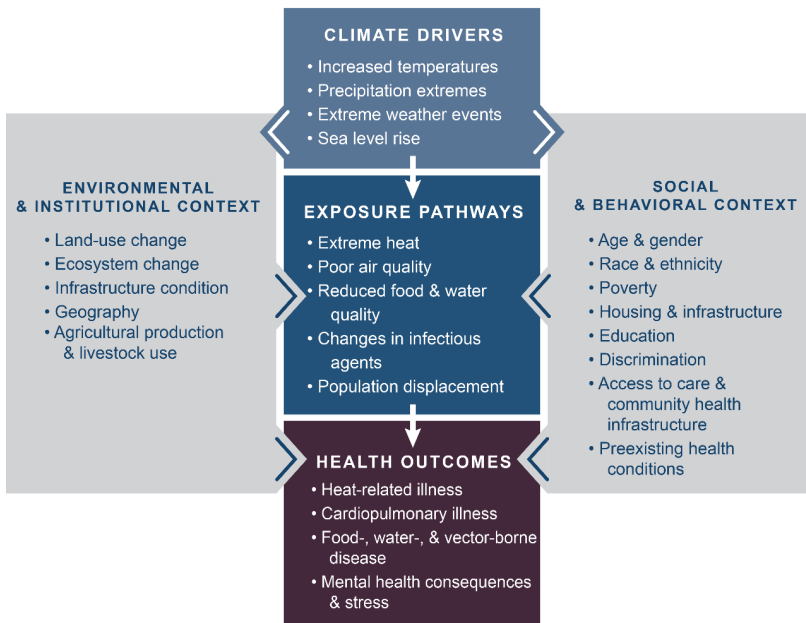 CLIMATE DRIVERS
• Increased temperatures
• Precipitation extremes
• Extreme weather events
• Sea level rise
ENVIRONMENTAL
& INSTITUTIONAL CONTEXT
• Land-use change
• Ecosystem change
• Infrastructure condition
• Geography
• Agricultural production
& livestock use
EXPOSURE PATHWAYS
• Extreme heat
• Poor air quality
• Reduced food & water
quality
• Changes in infectious
agents
• Population displacement
SOCIAL
& BEHAVIORAL CONTEXT
• Age & gender
• Race & ethnicity
• Poverty
• Housing & infrastructure
• Education
• Discrimination
• Access to care &
community health
infrastructure
• Preexisting health
conditions
HEALTH OUTCOMES
• Heat-related illness
• Cardiopulmonary illness
• Food-, water-, & vector-borne
disease
• Mental health consequences
& stress